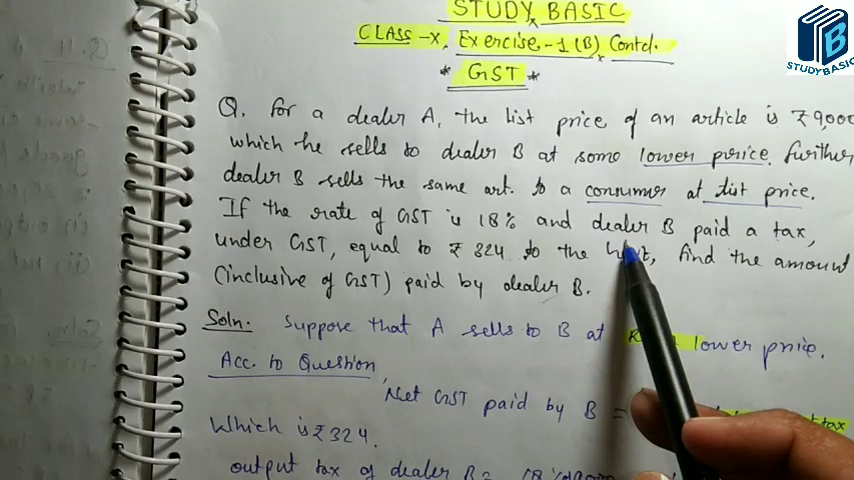 STUDY BASIC
CLASS-X, Exercise-1(B) Contd.
* GST *
Q. For a dealer A, the list price of an article is ₹9,000
which he sells to dealer B at some lower price. Further
dealer B sells the same art. to a consumer at list price.
If the rate of GST is 18% and dealer B paid a tax,
under GST, equal to ₹324 to the find the amount
(inclusive of GST) paid by dealer B.
Soln. Suppose that A sells to B at lower price.
Acc. to Question,
Net GST paid by B = tax
Which is ₹324.
output tax of dealer B =
B
STUDYBASIC